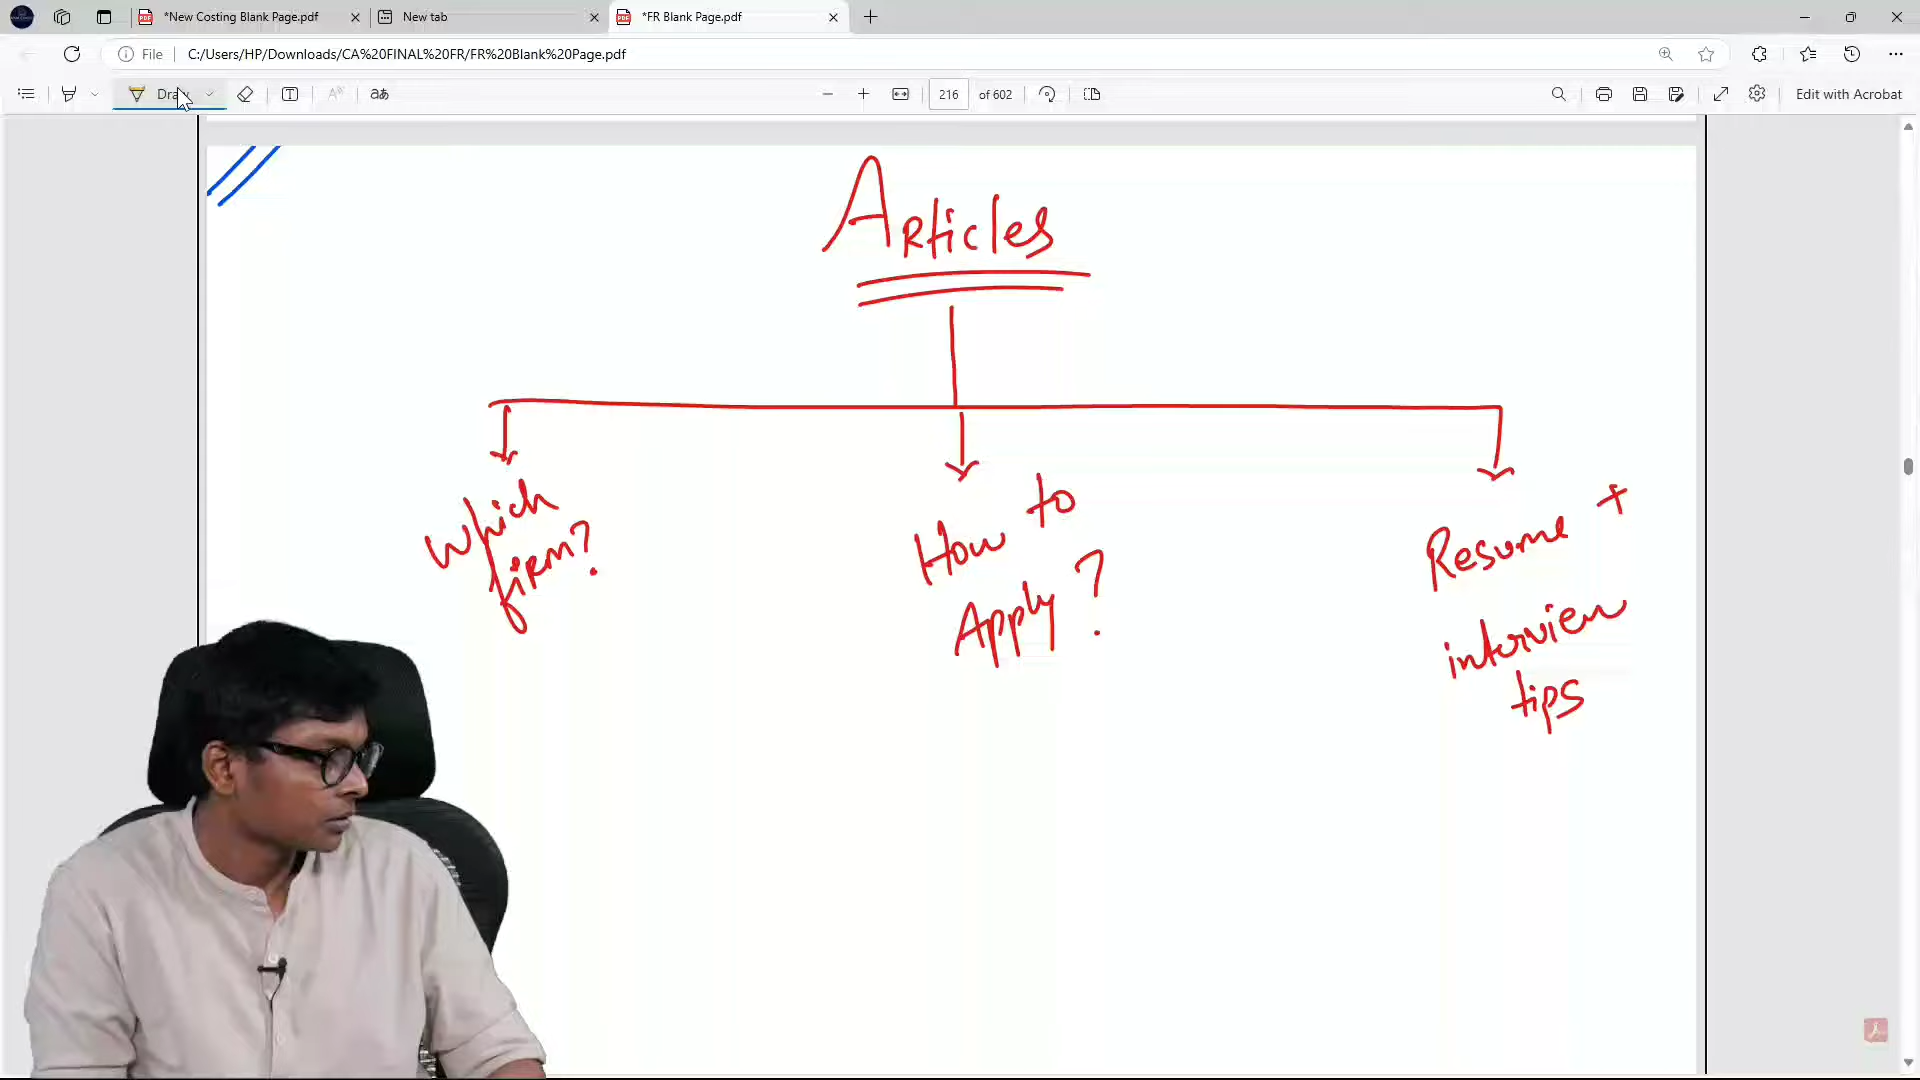 *New Costing Blank Page.pdf
New tab
*FR Blank Page.pdf
File
C:/Users/HP/Downloads/CA%20FINAL%20FR/FR%20Blank%20Page.pdf
Draw
aあ
216
of 602
Edit with Acrobat
Articles
Which
firm?
How to
Apply?
Resume +
interview
tips